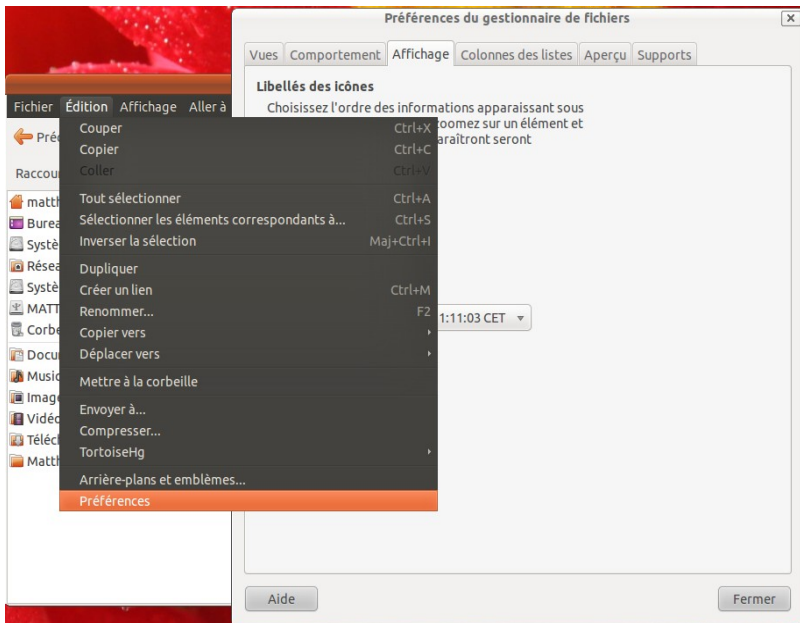 Préférences du gestionnaire de fichiers
Vues Comportement Affichage Colonnes des listes Aperçu Supports
Libellés des icônes
Choisissez l'ordre des informations apparaissant sous
zoomez sur un élément et
seront
1:11:03 CET
Aide Fermer
Fichier Édition Affichage Aller à
Couper Ctrl+X
Copier Ctrl+C
Coller Ctrl+V
Tout sélectionner Ctrl+A
Sélectionner les éléments correspondants à... Ctrl+S
Inverser la sélection Maj+Ctrl+I
Dupliquer
Créer un lien Ctrl+M
Renommer... F2
Copier vers
Déplacer vers
Mettre à la corbeille
Envoyer à...
Compresser...
TortoiseHg
Arrière-plans et emblèmes...
Préférences